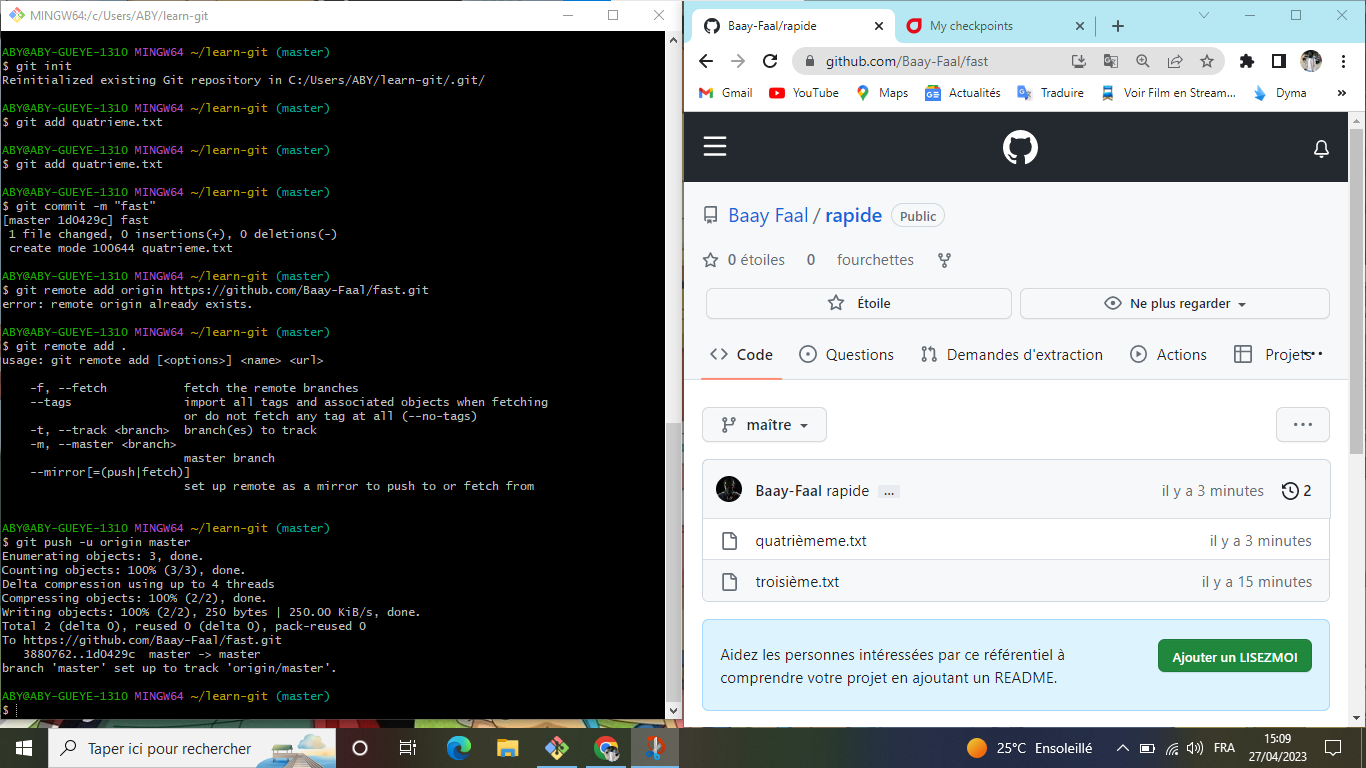 MINGW64:/c/Users/ABY/learn-git
ABY@ABY-GUEYE-1310 MINGW64 ~/learn-git (master)
$ git init
Reinitialized existing Git repository in C:/Users/ABY/learn-git/.git/
ABY@ABY-GUEYE-1310 MINGW64 ~/learn-git (master)
$ git add quatrieme.txt
ABY@ABY-GUEYE-1310 MINGW64 ~/learn-git (master)
$ git add quatrieme.txt
ABY@ABY-GUEYE-1310 MINGW64 ~/learn-git (master)
$ git commit -m "fast"
[master 1d0429c] fast
1 file changed, 0 insertions(+), 0 deletions(-)
create mode 100644 quatrieme.txt
ABY@ABY-GUEYE-1310 MINGW64 ~/learn-git (master)
$ git remote add origin https://github.com/Baay-Faal/fast.git
error: remote origin already exists.
ABY@ABY-GUEYE-1310 MINGW64 ~/learn-git (master)
$ git remote add .
usage: git remote add [<options>] <name> <url>
-f, --fetch fetch the remote branches
--tags import all tags and associated objects when fetching
or do not fetch any tag at all (--no-tags)
-t, --track <branch> branch(es) to track
-m, --master <branch>
master branch
--mirror[=(push|fetch)]
set up remote as a mirror to push to or fetch from
ABY@ABY-GUEYE-1310 MINGW64 ~/learn-git (master)
$ git push -u origin master
Enumerating objects: 3, done.
Counting objects: 100% (3/3), done.
Delta compression using up to 4 threads
Compressing objects: 100% (2/2), done.
Writing objects: 100% (2/2), 250 bytes | 250.00 KiB/s, done.
Total 2 (delta 0), reused 0 (delta 0), pack-reused 0
To https://github.com/Baay-Faal/fast.git
3880762..1d0429c master -> master
branch 'master' set up to track 'origin/master'.
ABY@ABY-GUEYE-1310 MINGW64 ~/learn-git (master)
$
Baay-Faal/rapide
My checkpoints
github.com/Baay-Faal/fast
Gmail YouTube Maps Actualités Traduire Voir Film en Stream... Dyma »
Baay Faal / rapide Public
0 étoiles 0 fourchettes
Étoile Ne plus regarder
Code Questions Demandes d'extraction Actions Projets ...
maître ...
Baay-Faal rapide ... il y a 3 minutes 2
quatrièmeme.txt il y a 3 minutes
troisième.txt il y a 15 minutes
Aidez les personnes intéressées par ce référentiel à
comprendre votre projet en ajoutant un README.
Ajouter un LISEZMOI
Taper ici pour rechercher
25°C Ensoleillé
FRA
15:09
27/04/2023